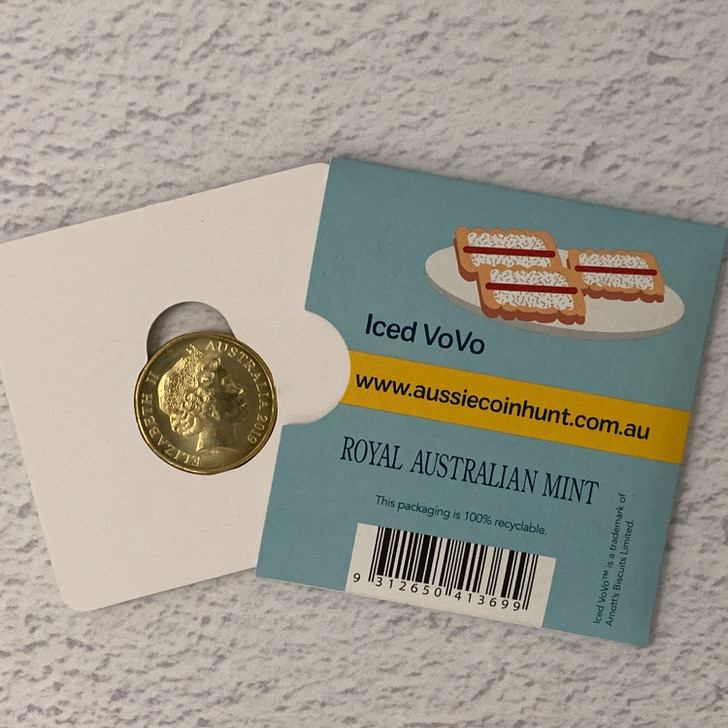 ELIZABETH II AUSTRALIA 2019
Iced VoVo
www.aussiecoinhunt.com.au
ROYAL AUSTRALIAN MINT
This packaging is 100% recyclable.
9 312650 413699
Iced VoVo™ is a trademark of
Arnott's Biscuits Limited.